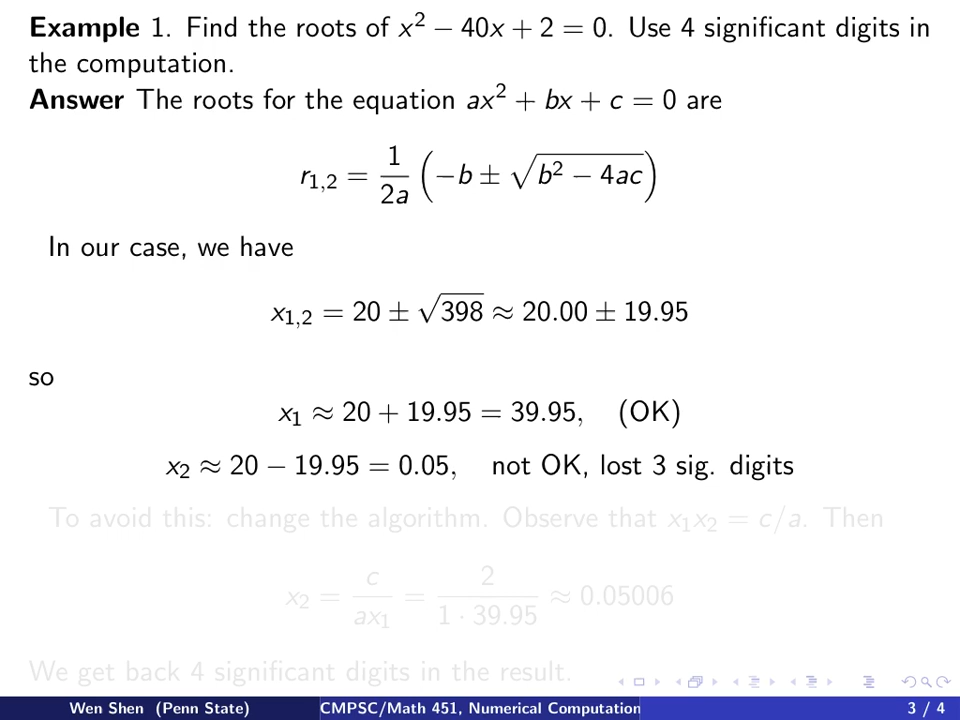 Example 1. Find the roots of x² − 40x + 2 = 0. Use 4 significant digits in
the computation.
Answer The roots for the equation ax² + bx + c = 0 are
r₁,₂ = 1/2a (−b ± √(b² − 4ac))
In our case, we have
x₁,₂ = 20 ± √398 ≈ 20.00 ± 19.95
so
x₁ ≈ 20 + 19.95 = 39.95, (OK)
x₂ ≈ 20 − 19.95 = 0.05, not OK, lost 3 sig. digits
To avoid this: change the algorithm. Observe that x₁x₂ = c/a. Then
x₂ = c/ax₁ = 2/1 · 39.95 ≈ 0.05006
We get back 4 significant digits in the result.
Wen Shen (Penn State) CMPSC/Math 451, Numerical Computation 3 / 4